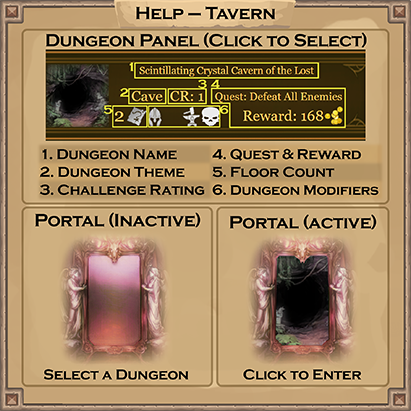 Help – Tavern
Dungeon Panel (Click to Select)
1 Scintillating Crystal Cavern of the Lost
3 4
2 Cave CR: 1 Quest: Defeat All Enemies
5 2 6 Reward: 168
1. Dungeon Name
2. Dungeon Theme
3. Challenge Rating
4. Quest & Reward
5. Floor Count
6. Dungeon Modifiers
Portal (Inactive)
Select a Dungeon
Portal (active)
Click to Enter